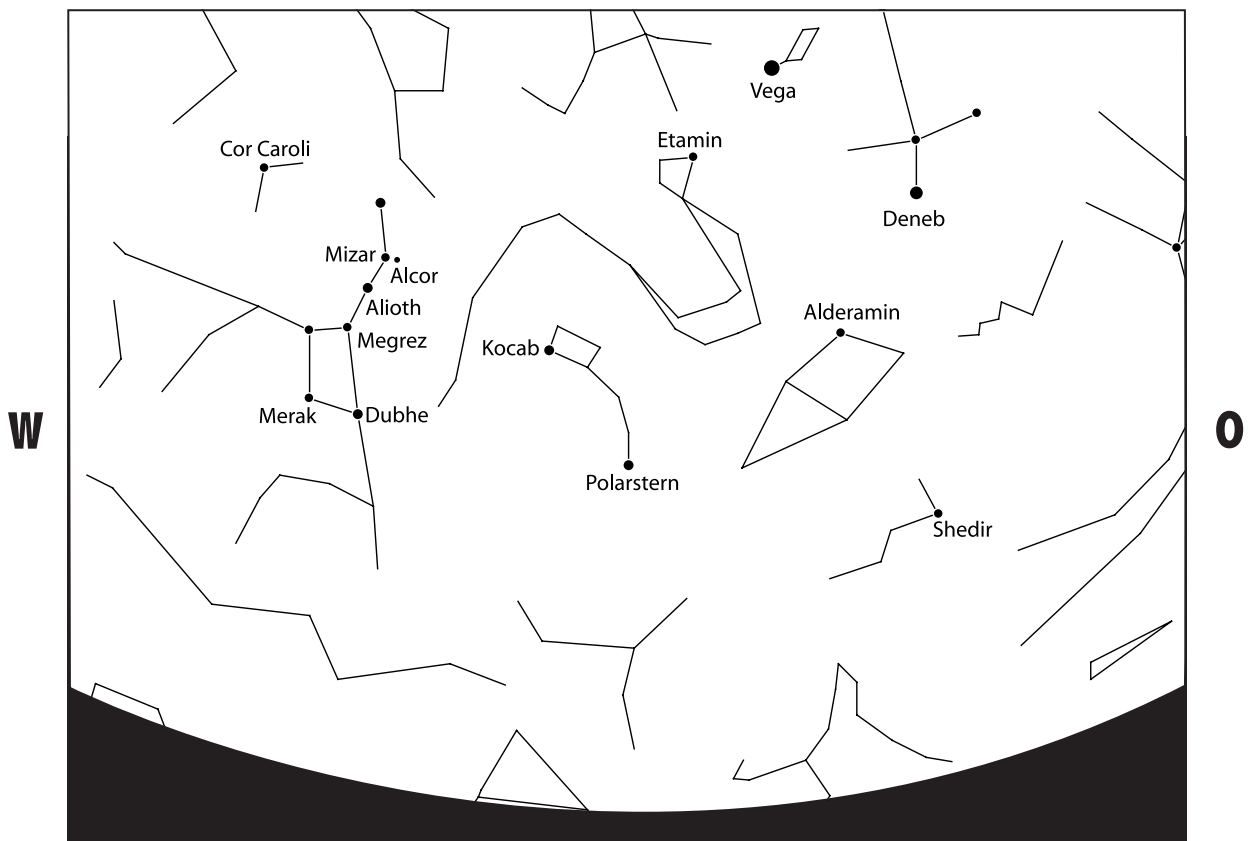 Vega
Etamin
Cor Caroli
Deneb
Mizar
Alcor
Alioth
Alderamin
Megrez
Kocab
Merak
Dubhe
W
O
Polarstern
Shedir